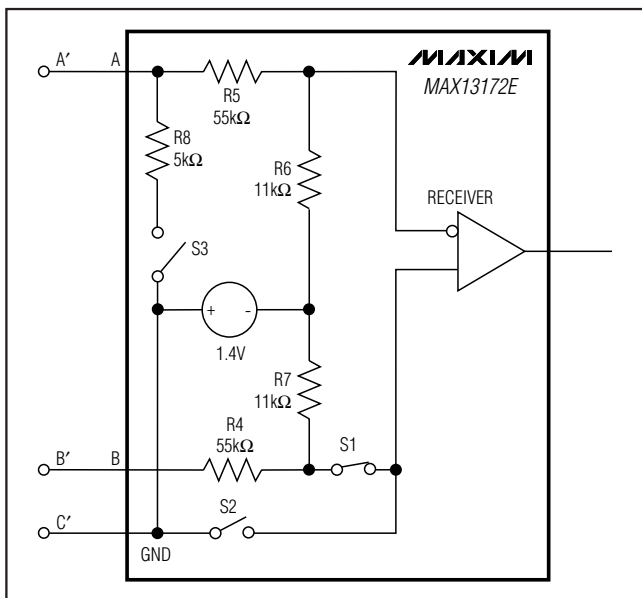 A′
A
MAXIM
MAX13172E
R5
55kΩ
R8
5kΩ
R6
11kΩ
RECEIVER
S3
+
-
1.4V
R7
11kΩ
R4
55kΩ
S1
B′
B
S2
C′
GND